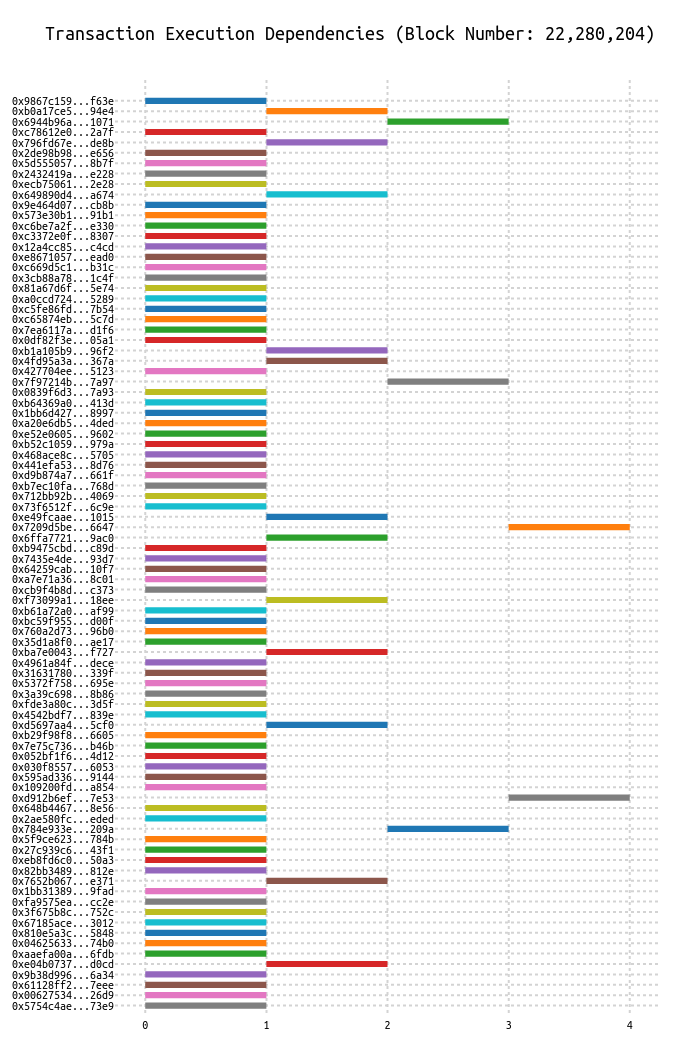 Transaction Execution Dependencies (Block Number: 22,280,204)
0x9867c159...f63e
0xb0a17ce5...94e4
0x6944b96a...1071
0xc78612e0...2a7f
0x796fd67e...de8b
0x2de98b98...e656
0x5d555057...8b7f
0x2432419a...e228
0xecb75061...2e28
0x649890d4...a674
0x9e464d07...cb8b
0x573e30b1...91b1
0xc6be7a2f...e330
0xc3372e0f...8307
0x12a4cc85...c4cd
0xe8671057...ead0
0xc669d5c1...b31c
0x3cb88a78...1c4f
0x81a67d6f...5e74
0xa0ccd724...5289
0xc5fe86fd...7b54
0xc65874eb...5c7d
0x7ea6117a...d1f6
0x0df82f3e...05a1
0xb1a105b9...96f2
0x4fd95a3a...367a
0x427704ee...5123
0x7f97214b...7a97
0x0839f6d3...7a93
0xb64369a0...413d
0x1bb6d427...8997
0xa20e6db5...4ded
0xe52e0605...9602
0xb52c1059...979a
0x468ace8c...5705
0x441efa53...8d76
0xd9b874a7...661f
0xb7ec10fa...768d
0x712bb92b...4069
0x73f6512f...6c9e
0xe49fcaae...1015
0x7209d5be...6647
0x6ffa7721...9ac0
0xb9475cbd...c89d
0x7435e4de...93d7
0x64259cab...10f7
0xa7e71a36...8c01
0xcb9f4b8d...c373
0xf73099a1...18ee
0xb61a72a0...af99
0xbc59f955...d00f
0x760a2d73...96b0
0x35d1a8f0...ae17
0xba7e0043...f727
0x4961a84f...dece
0x31631780...339f
0x5372f758...695e
0x3a39c698...8b86
0xfde3a80c...3d5f
0x4542bdf7...839e
0xd5697aa4...5cf0
0xb29f98f8...6605
0x7e75c736...b46b
0x052bf1f6...4d12
0x030f8557...6053
0x595ad336...9144
0x109200fd...a854
0xd912b6ef...7e53
0x648b4467...8e56
0x2ae580fc...eded
0x784e933e...209a
0x5f9ce623...784b
0x27c939c6...43f1
0xeb8fd6c0...50a3
0x82bb3489...812e
0x7652b067...e371
0x1bb31389...9fad
0xfa9575ea...cc2e
0x3f675b8c...752c
0x67185ace...3012
0x810e5a3c...5848
0x04625633...74b0
0xaaefa00a...6fdb
0xe04b0737...d0cd
0x9b38d996...6a34
0x61128ff2...7eee
0x00627534...26d9
0x5754c4ae...73e9
0 1 2 3 4